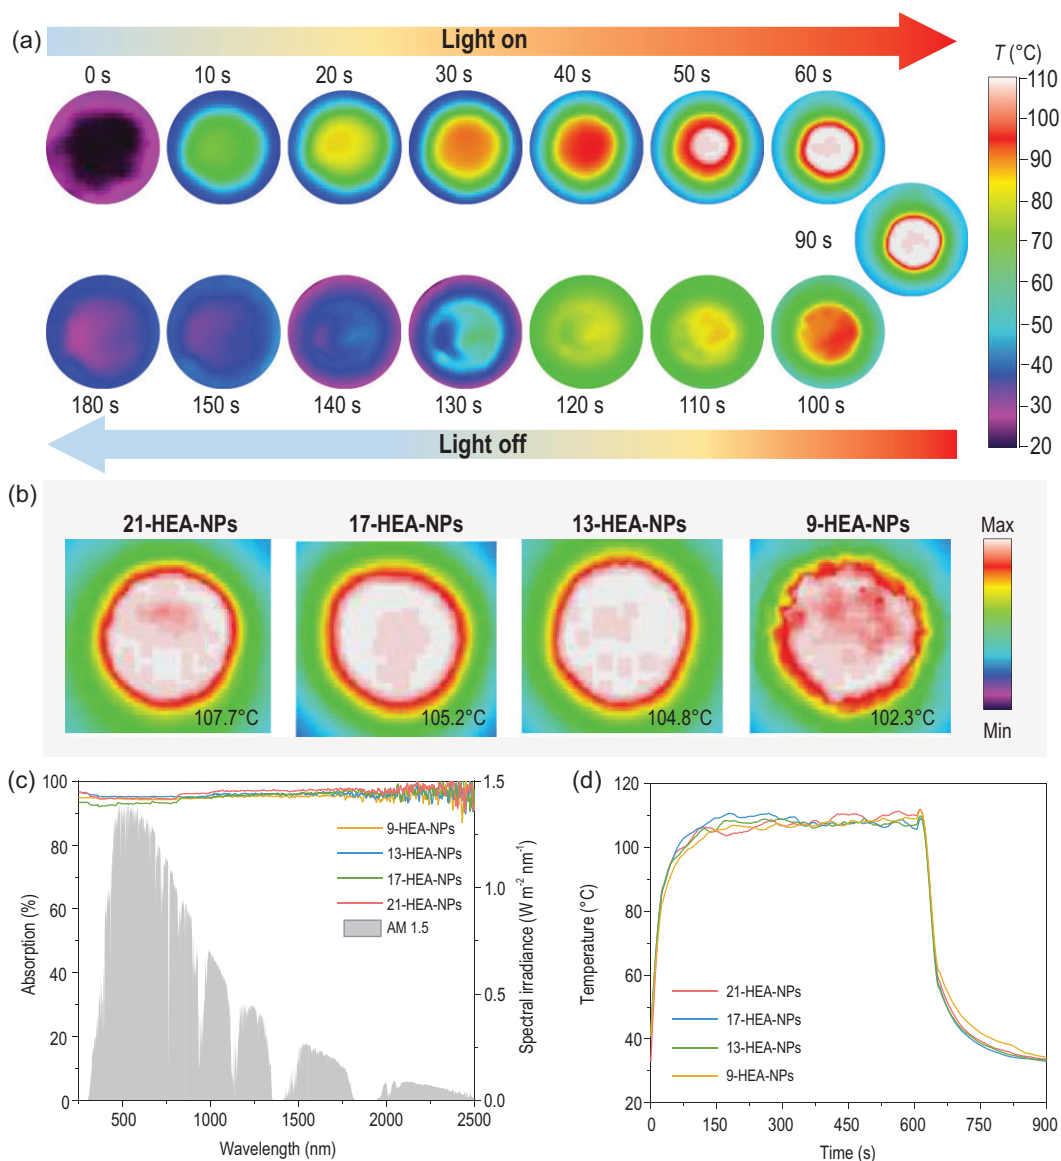 (a)
Light on
0 s
10 s
20 s
30 s
40 s
50 s
60 s
90 s
180 s
150 s
140 s
130 s
120 s
110 s
100 s
Light off
T (°C)
110
100
90
80
70
60
50
40
30
20
(b)
21-HEA-NPs
17-HEA-NPs
13-HEA-NPs
9-HEA-NPs
107.7°C
105.2°C
104.8°C
102.3°C
Max
Min
(c)
Absorption (%)
100
80
60
40
20
0
9-HEA-NPs
13-HEA-NPs
17-HEA-NPs
21-HEA-NPs
AM 1.5
1.5
1.0
0.5
0.0
Spectral irradiance (W m⁻² nm⁻¹)
500
1000
1500
2000
2500
Wavelength (nm)
(d)
Temperature (°C)
120
100
80
60
40
20
21-HEA-NPs
17-HEA-NPs
13-HEA-NPs
9-HEA-NPs
0
150
300
450
600
750
900
Time (s)